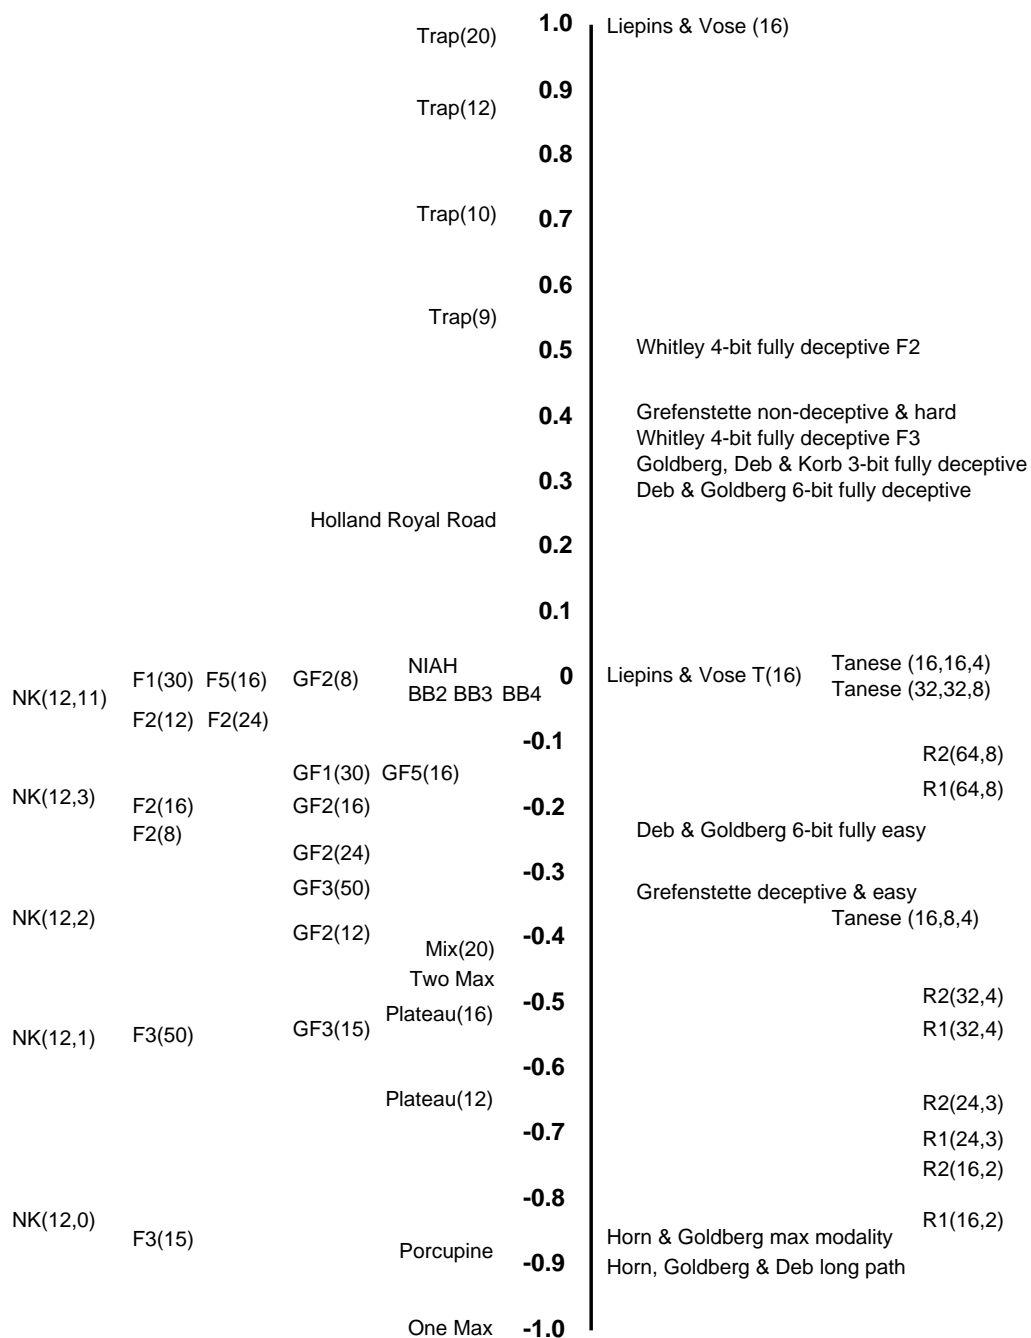 1.0 Liepins & Vose (16)
Trap(20)
0.9
Trap(12)
0.8
Trap(10) 0.7
0.6
Trap(9)
0.5 Whitley 4-bit fully deceptive F2
0.4 Grefenstette non-deceptive & hard
Whitley 4-bit fully deceptive F3
Goldberg, Deb & Korb 3-bit fully deceptive
0.3 Deb & Goldberg 6-bit fully deceptive
Holland Royal Road
0.2
0.1
NIAH Tanese (16,16,4)
F1(30) F5(16) GF2(8) 0 Liepins & Vose T(16)
NK(12,11) BB2 BB3 BB4 Tanese (32,32,8)
F2(12) F2(24)
-0.1
R2(64,8)
GF1(30) GF5(16)
NK(12,3) R1(64,8)
F2(16) GF2(16) -0.2
F2(8) Deb & Goldberg 6-bit fully easy
GF2(24)
-0.3
GF3(50) Grefenstette deceptive & easy
NK(12,2) Tanese (16,8,4)
GF2(12) -0.4
Mix(20)
Two Max
-0.5 R2(32,4)
Plateau(16)
NK(12,1) F3(50) GF3(15) R1(32,4)
-0.6
Plateau(12) R2(24,3)
-0.7 R1(24,3)
R2(16,2)
-0.8
NK(12,0) R1(16,2)
F3(15) Horn & Goldberg max modality
Porcupine
-0.9 Horn, Goldberg & Deb long path
One Max -1.0